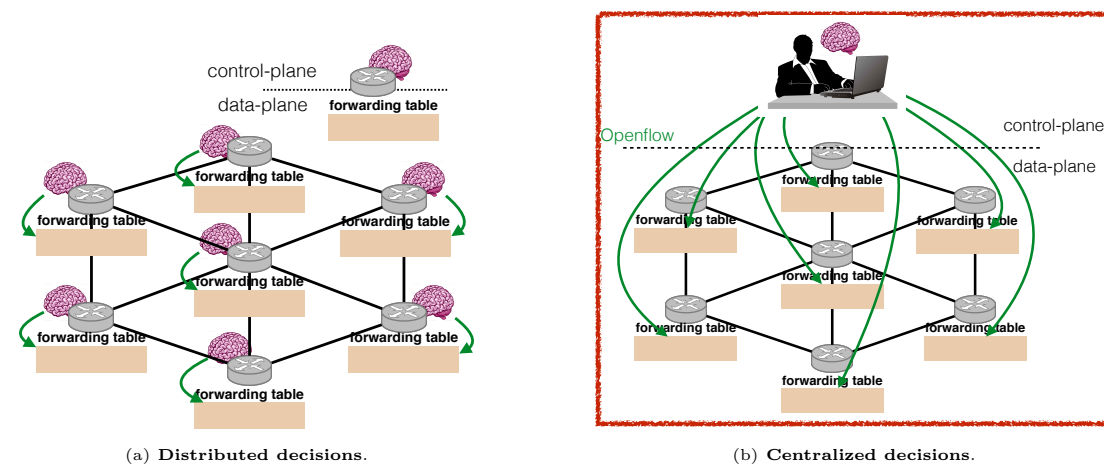 control-plane
data-plane
forwarding table
forwarding table
forwarding table
forwarding table
forwarding table
forwarding table
forwarding table
forwarding table
(a) Distributed decisions.
Openflow
control-plane
data-plane
forwarding table
forwarding table
forwarding table
forwarding table
forwarding table
forwarding table
forwarding table
(b) Centralized decisions.